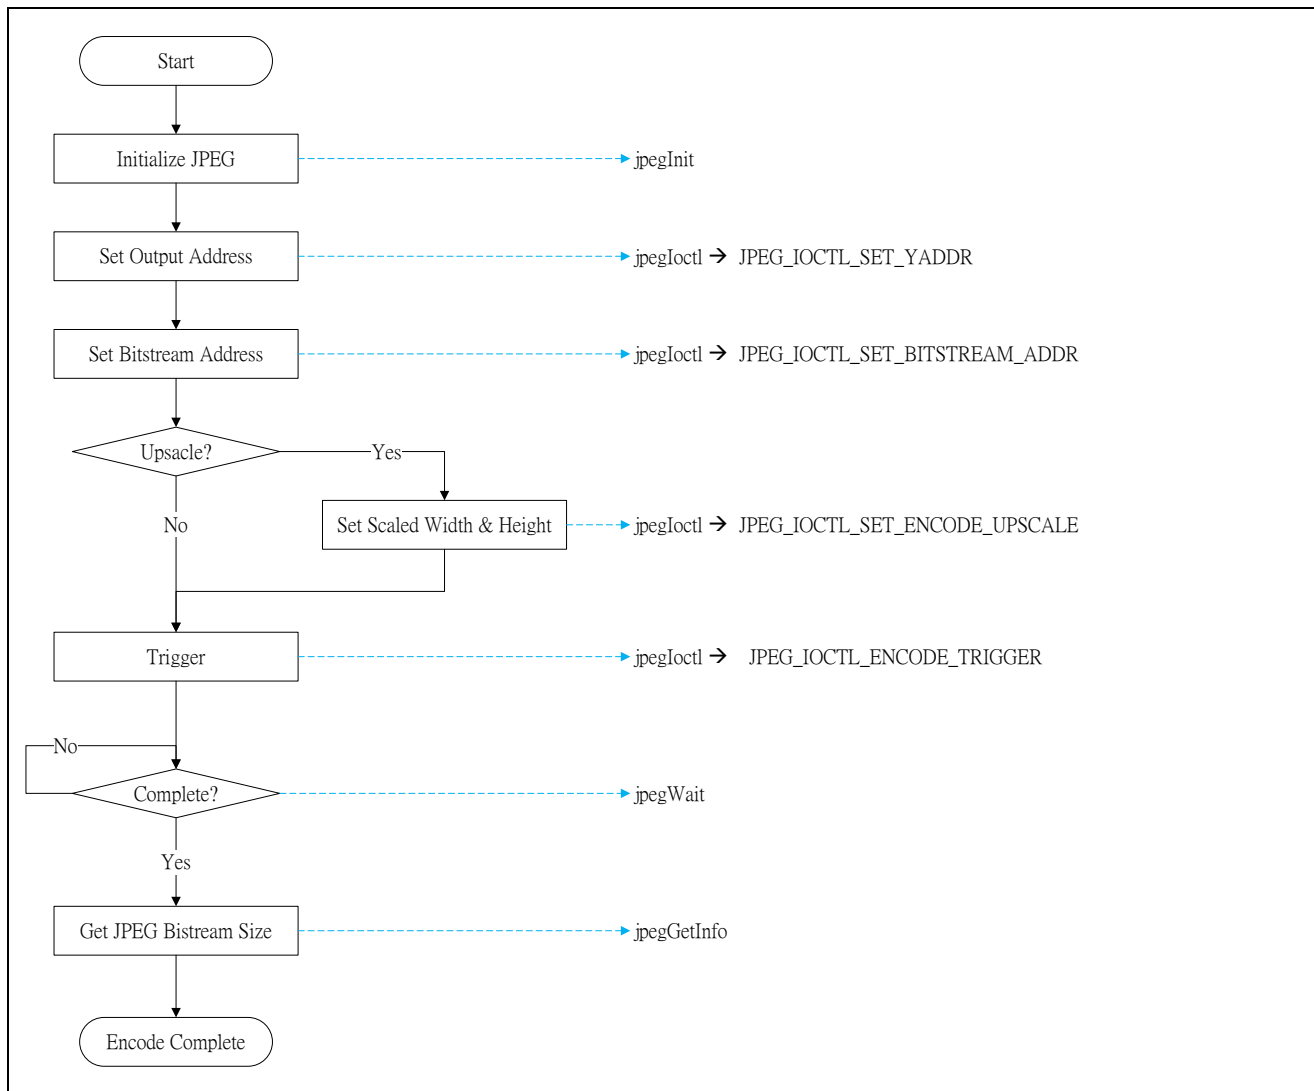 Start
Initialize JPEG
jpegInit
Set Output Address
jpegIoctl → JPEG_IOCTL_SET_YADDR
Set Bitstream Address
jpegIoctl → JPEG_IOCTL_SET_BITSTREAM_ADDR
Upsacle?
Yes
No
Set Scaled Width & Height
jpegIoctl → JPEG_IOCTL_SET_ENCODE_UPSCALE
Trigger
jpegIoctl → JPEG_IOCTL_ENCODE_TRIGGER
No
Complete?
jpegWait
Yes
Get JPEG Bistream Size
jpegGetInfo
Encode Complete